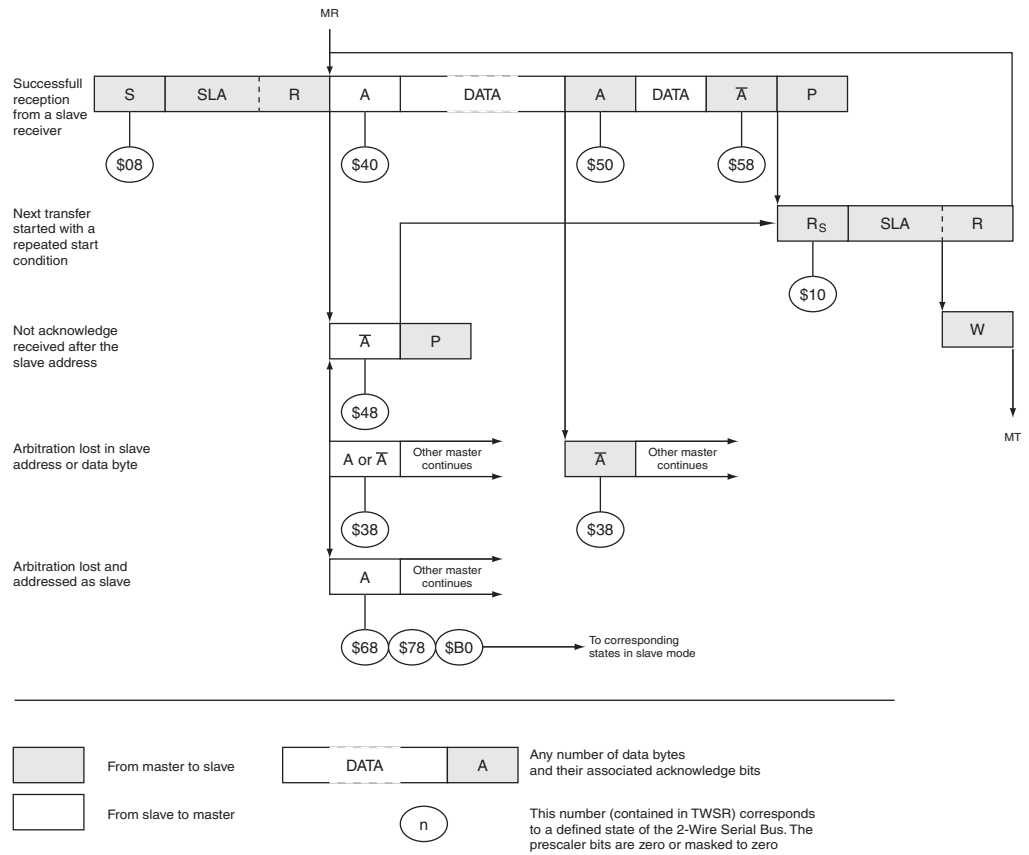 MR
Successfull
reception
from a slave
receiver
S SLA R A DATA A DATA A̅ P
$08 $40 $50 $58
Next transfer
started with a
repeated start
condition
RS SLA R
$10
Not acknowledge
received after the
slave address
A̅ P
W
$48
MT
Arbitration lost in slave
address or data byte
A or A̅
Other master
continues
A̅
Other master
continues
$38 $38
Arbitration lost and
addressed as slave
A
Other master
continues
$68 $78 $B0
To corresponding
states in slave mode
From master to slave
DATA A
Any number of data bytes
and their associated acknowledge bits
From slave to master
n
This number (contained in TWSR) corresponds
to a defined state of the 2-Wire Serial Bus. The
prescaler bits are zero or masked to zero